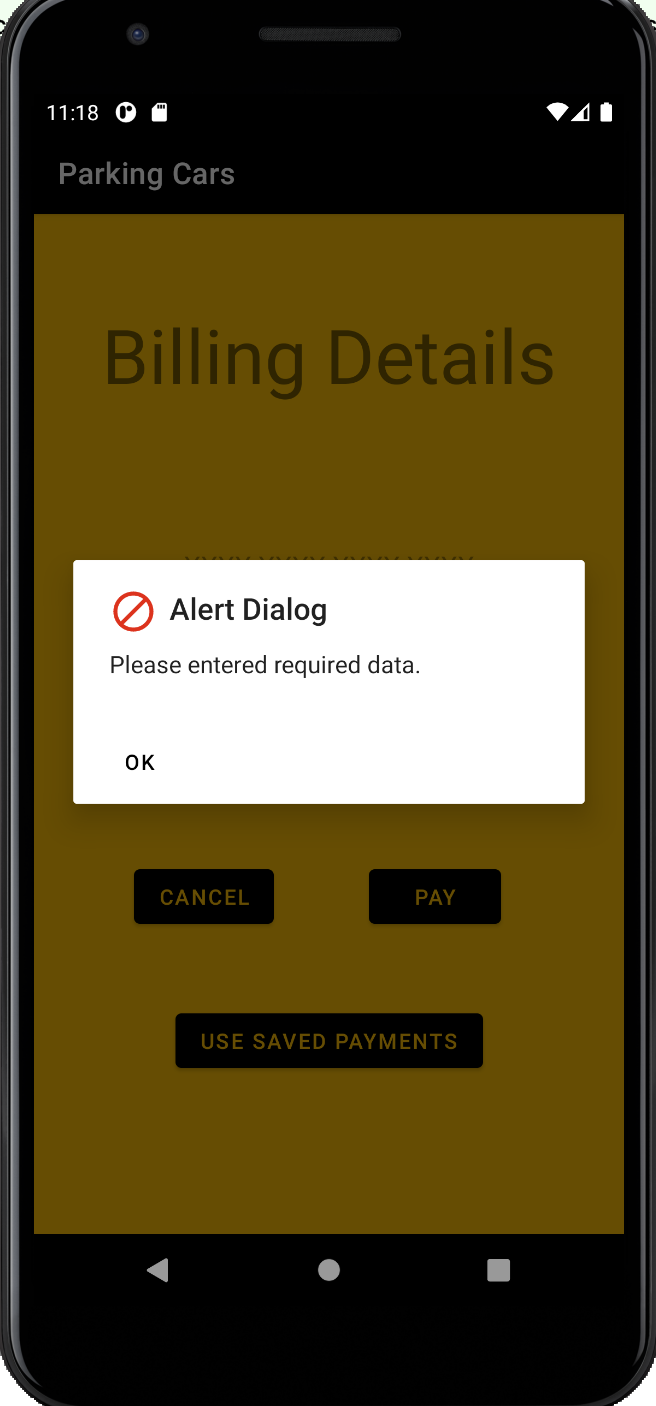 11:18
Parking Cars
Billing Details
Alert Dialog
Please entered required data.
OK
CANCEL
PAY
USE SAVED PAYMENTS